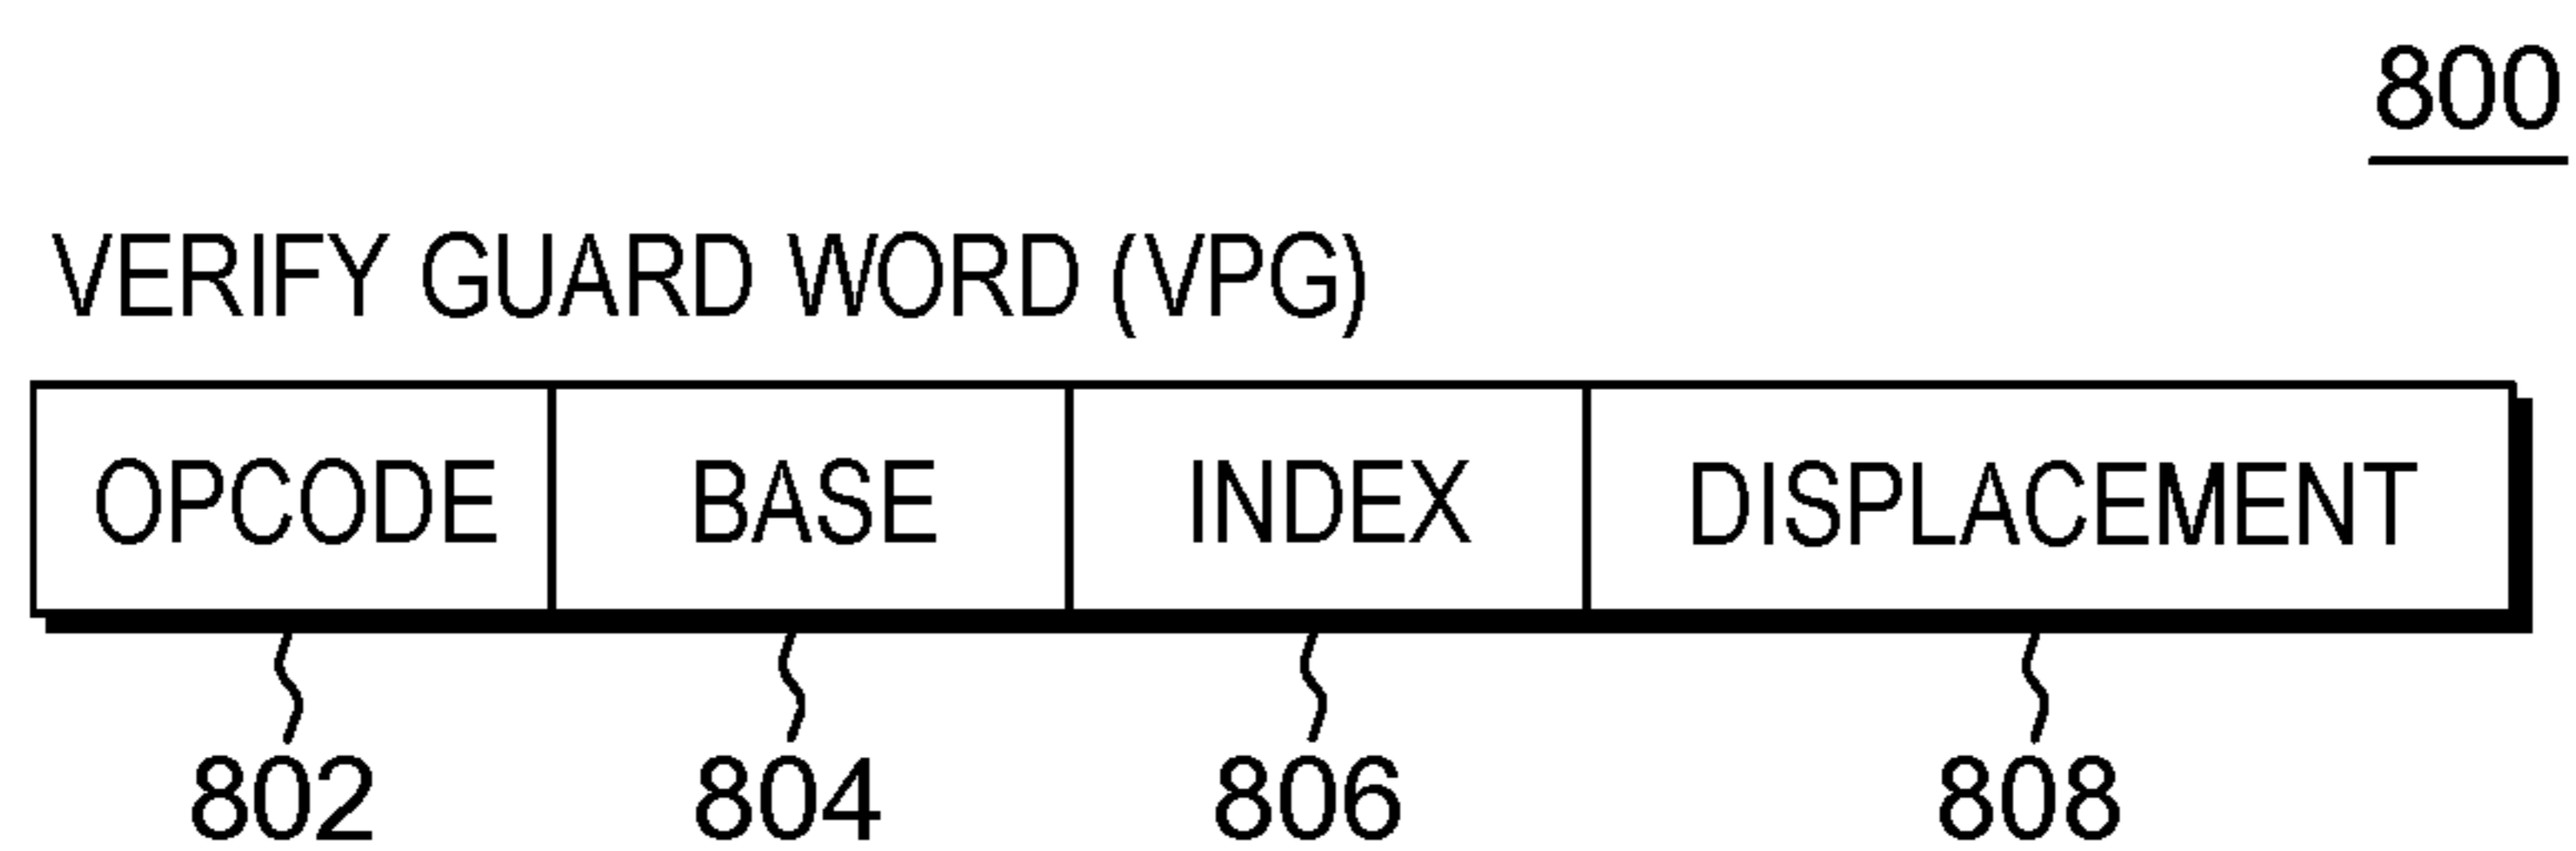 800
VERIFY GUARD WORD (VPG)
OPCODE BASE INDEX DISPLACEMENT
802 804 806 808